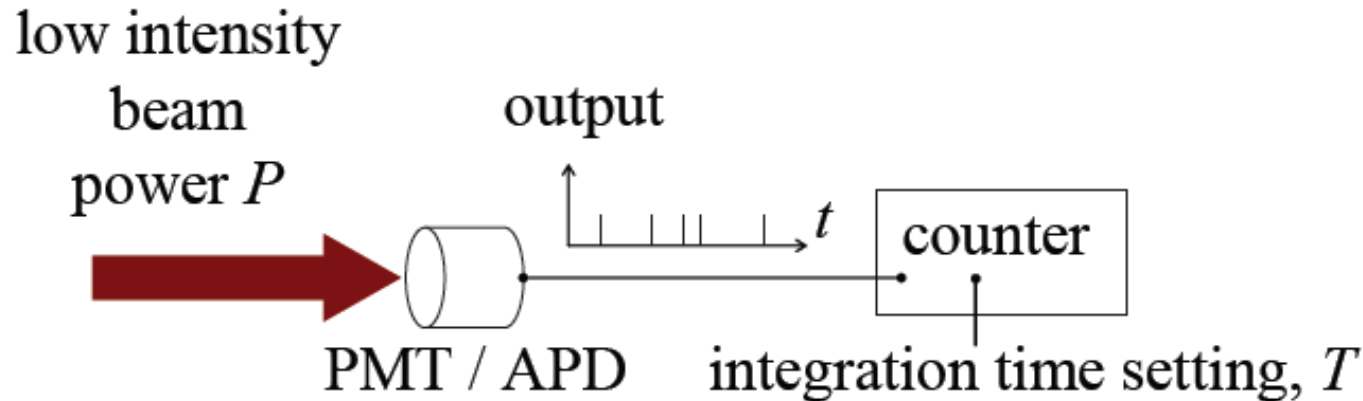 low intensity
beam
power P
output
t
counter
PMT / APD
integration time setting, T